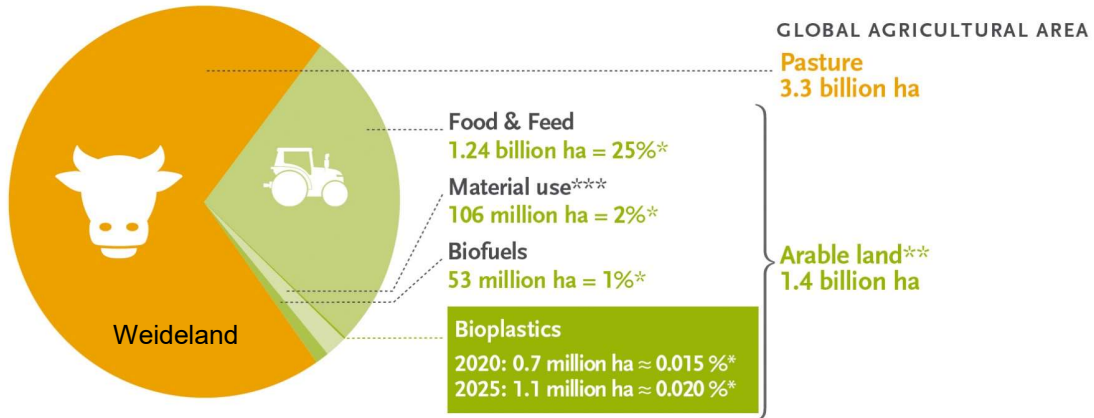 GLOBAL AGRICULTURAL AREA
Pasture
3.3 billion ha
Food & Feed
1.24 billion ha = 25%*
Material use***
106 million ha = 2%*
Biofuels
53 million ha = 1%*
Arable land**
1.4 billion ha
Bioplastics
2020: 0.7 million ha ≈ 0.015 %*
2025: 1.1 million ha ≈ 0.020 %*
Weideland